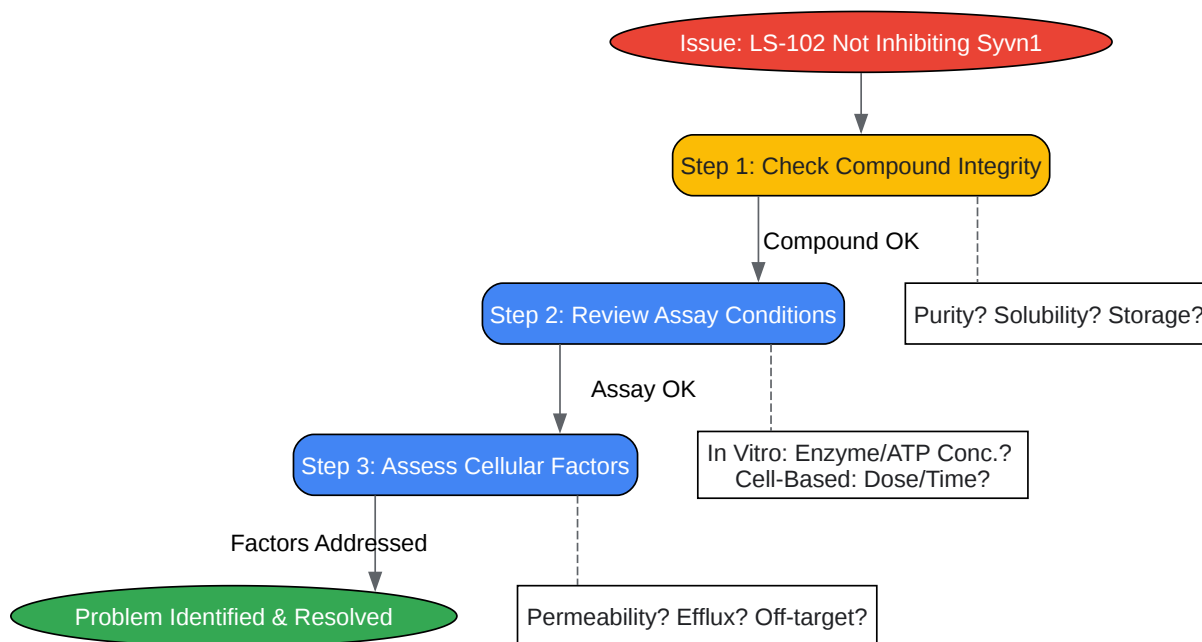 Issue: LS-102 Not Inhibiting Syvn1
Step 1: Check Compound Integrity
Compound OK
Step 2: Review Assay Conditions
Purity? Solubility? Storage?
Assay OK
Step 3: Assess Cellular Factors
In Vitro: Enzyme/ATP Conc.?
Cell-Based: Dose/Time?
Factors Addressed
Problem Identified & Resolved
Permeability? Efflux? Off-target?